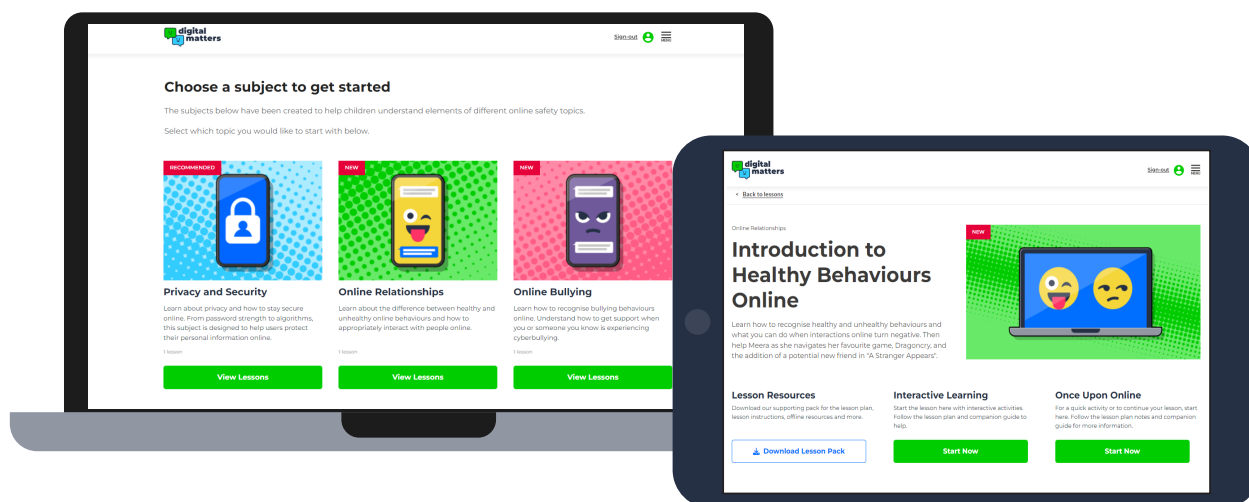 digital
matters
Sign-out
MENU
Choose a subject to get started
The subjects below have been created to help children understand elements of different online safety topics.
Select which topic you would like to start with below.
RECOMMENDED
Privacy and Security
Learn about privacy and how to stay secure
online. From password strength to algorithms,
this subject is designed to help users protect
their personal information online.
1 lesson
View Lessons
NEW
Online Relationships
Learn about the difference between healthy and
unhealthy online behaviours and how to
appropriately interact with people online.
1 lesson
View Lessons
NEW
Online Bullying
Learn how to recognise bullying behaviours
online. Understand how to get support when
you or someone you know is experiencing
cyberbullying.
1 lesson
View Lessons
digital
matters
Sign-out
MENU
< Back to lessons
Online Relationships
Introduction to
Healthy Behaviours
Online
Learn how to recognise healthy and unhealthy behaviours and
what you can do when interactions online turn negative. Then
help Meera as she navigates her favourite game, Dragoncry, and
the addition of a potential new friend in "A Stranger Appears".
NEW
Lesson Resources
Download our supporting pack for the lesson plan,
lesson instructions, offline resources and more.
Download Lesson Pack
Interactive Learning
Start the lesson here with interactive activities.
Follow the lesson plan and companion guide to
help.
Start Now
Once Upon Online
For a quick activity or to continue your lesson, start
here. Follow the lesson plan notes and companion
guide for more information.
Start Now